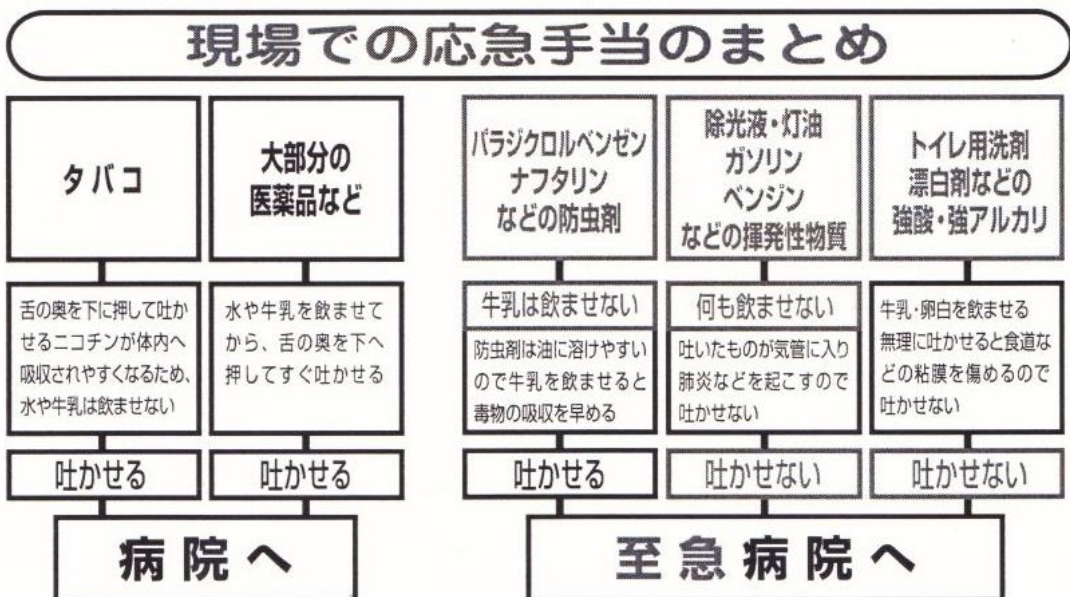 現場での応急手当のまとめ
タバコ
舌の奥を下に押して吐か
せるニコチンが体内へ
吸収されやすくなるため、
水や牛乳は飲ませない
吐かせる
大部分の
医薬品など
水や牛乳を飲ませて
から、舌の奥を下へ
押してすぐ吐かせる
吐かせる
病院へ
パラジクロルベンゼン
ナフタリン
などの防虫剤
牛乳は飲ませない
防虫剤は油に溶けやすい
ので牛乳を飲ませると
毒物の吸収を早める
吐かせる
除光液・灯油
ガソリン
ベンジン
などの揮発性物質
何も飲ませない
吐いたものが気管に入り
肺炎などを起こすので
吐かせない
吐かせない
トイレ用洗剤
漂白剤などの
強酸・強アルカリ
牛乳・卵白を飲ませる
無理に吐かせると食道な
どの粘膜を傷めるので
吐かせない
吐かせない
至急病院へ